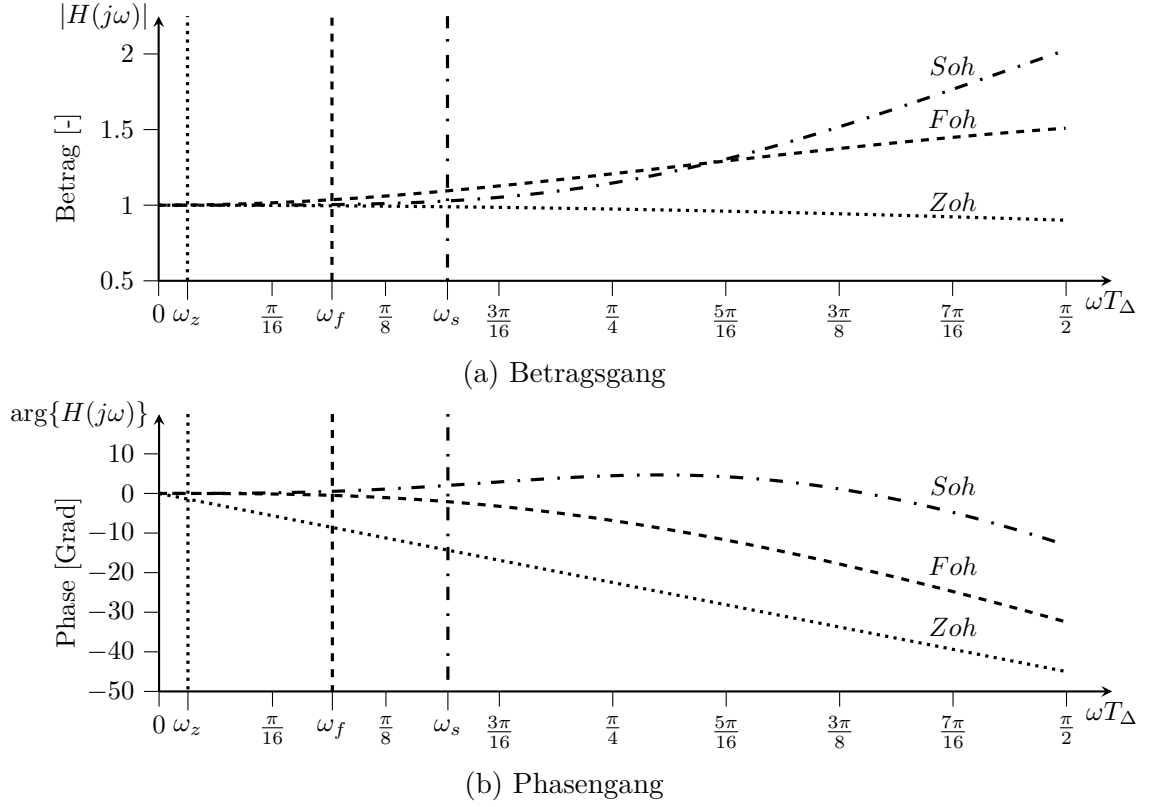 |H(jω)|
2
1.5
1
0.5
Betrag [-]
Soh
Foh
Zoh
0 ω_z π/16 ω_f π/8 ω_s 3π/16 π/4 5π/16 3π/8 7π/16 π/2 ωT_Δ
(a) Betragsgang
arg{H(jω)}
10
0
−10
−20
−30
−40
−50
Phase [Grad]
Soh
Foh
Zoh
0 ω_z π/16 ω_f π/8 ω_s 3π/16 π/4 5π/16 3π/8 7π/16 π/2 ωT_Δ
(b) Phasengang